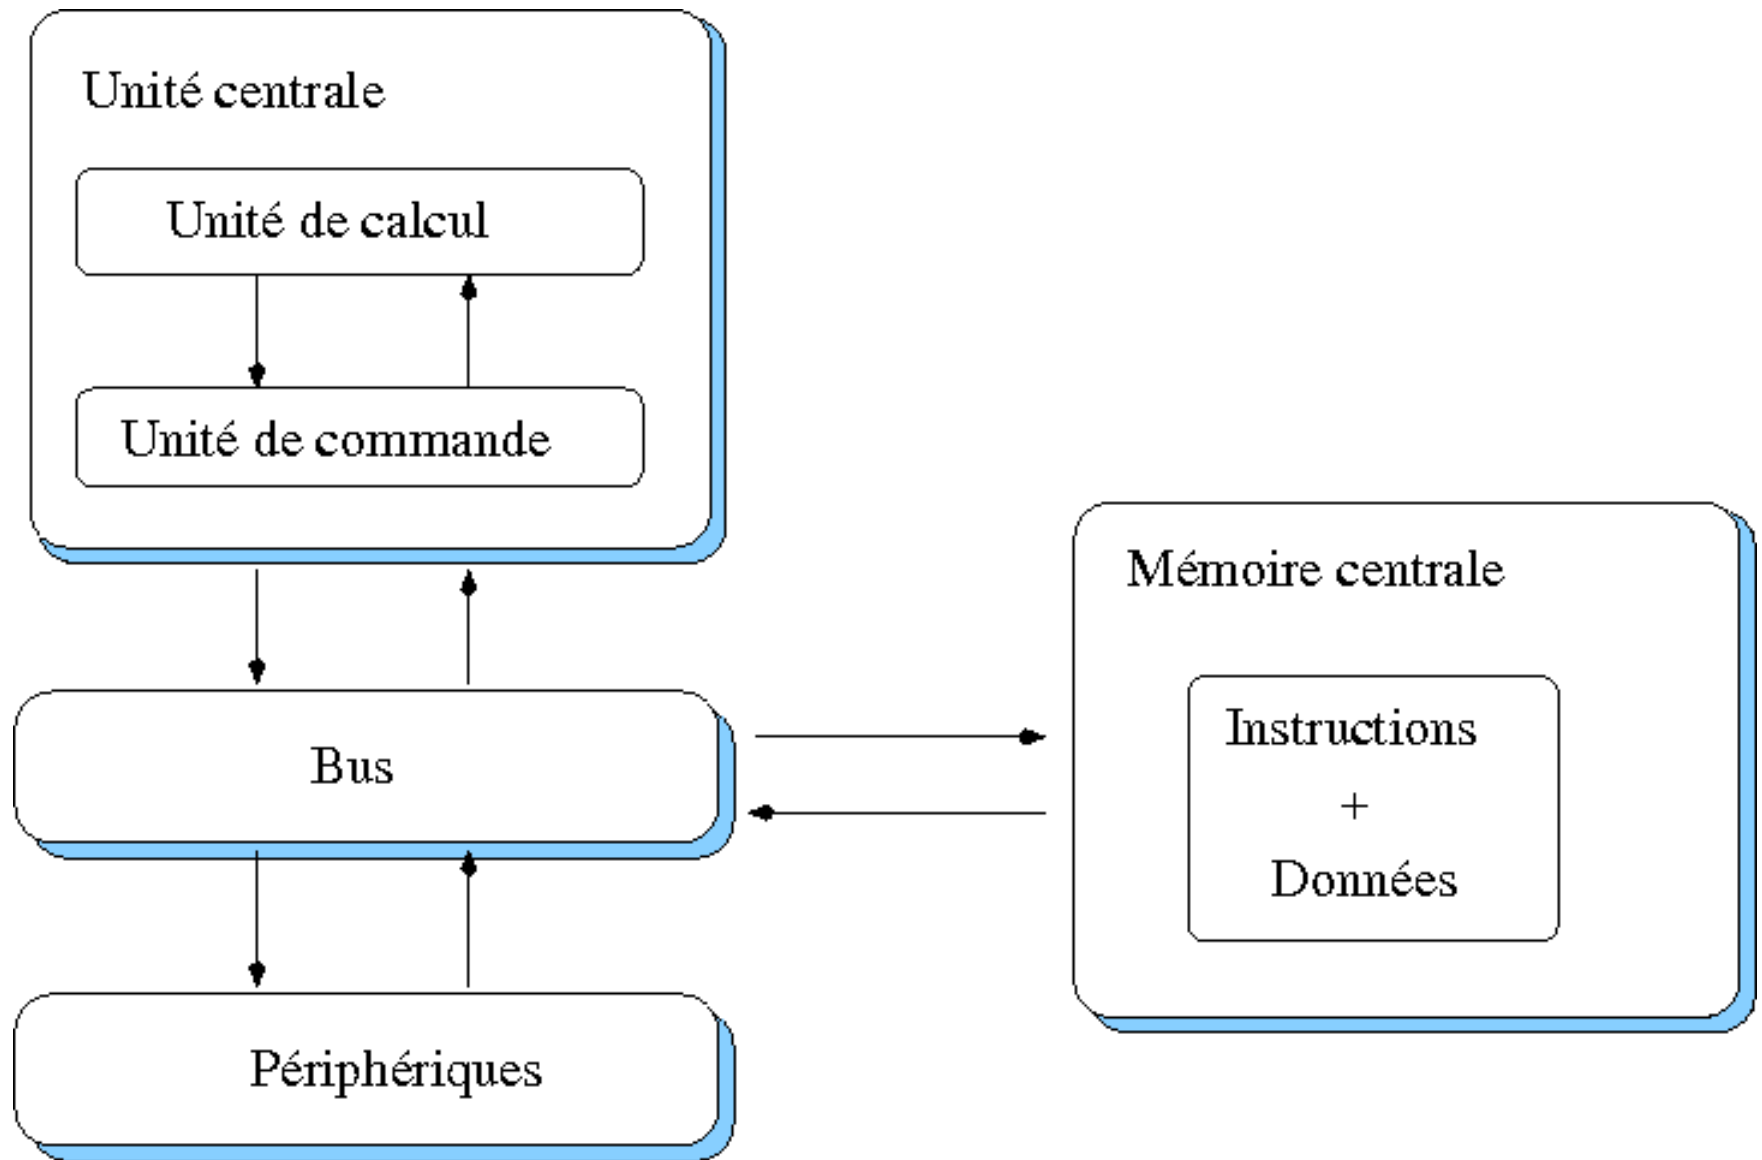 Unité centrale
Unité de calcul
Unité de commande
Bus
Périphériques
Mémoire centrale
Instructions
+
Données